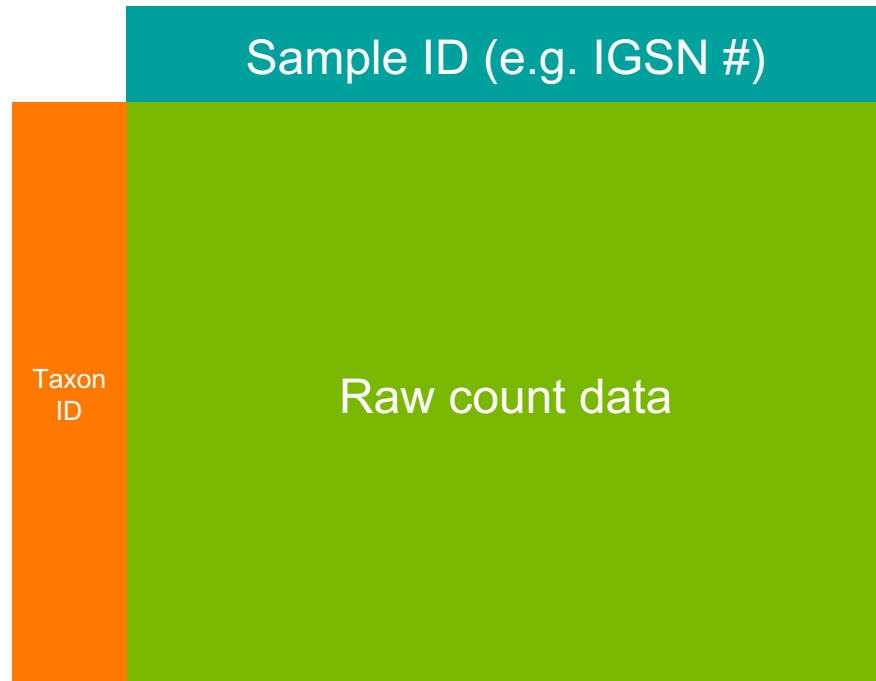 Sample ID (e.g. IGSN #)
Taxon
ID
Raw count data